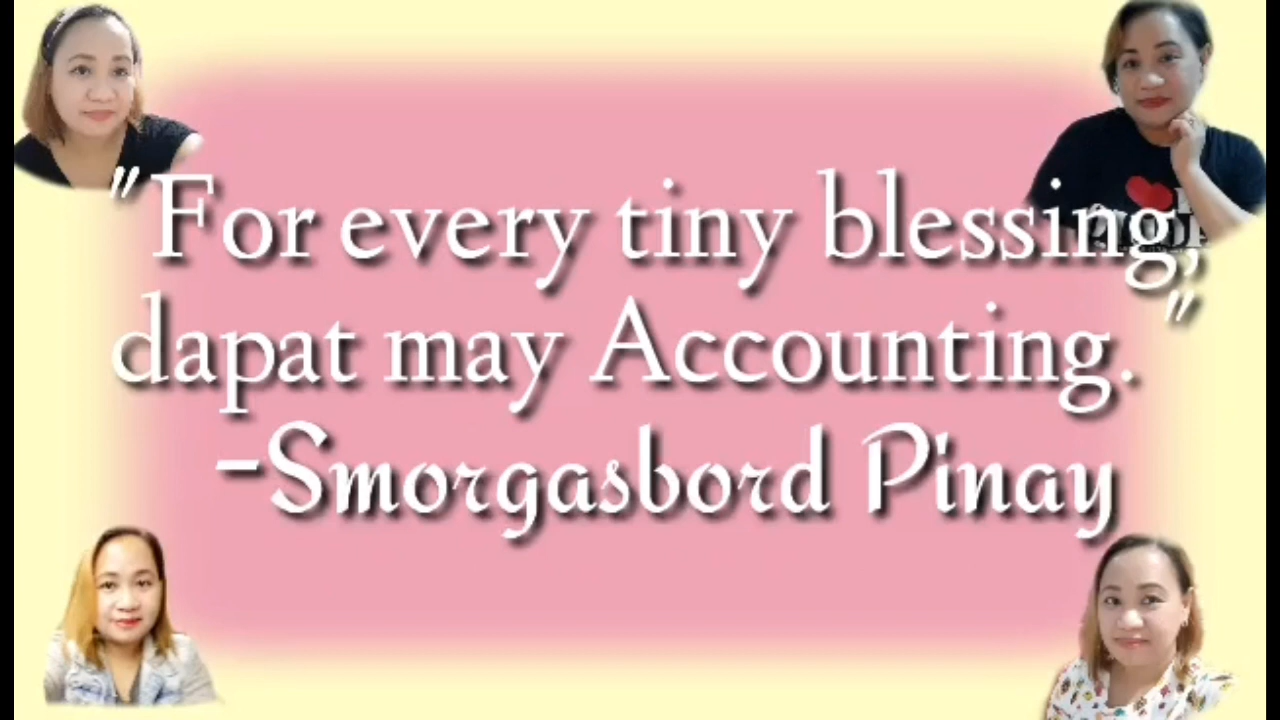 "For every tiny blessing,
dapat may Accounting. "
-Smorgasbord Pinay